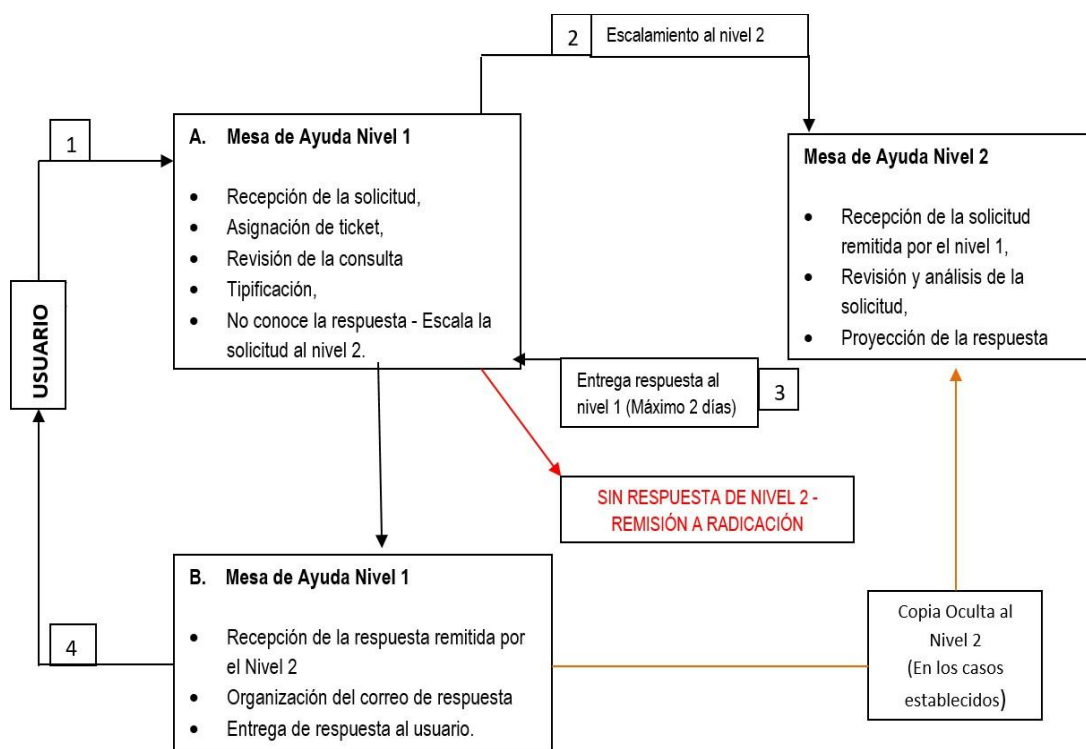 2
Escalamiento al nivel 2
1
A. Mesa de Ayuda Nivel 1
• Recepción de la solicitud,
• Asignación de ticket,
• Revisión de la consulta
• Tipificación,
• No conoce la respuesta - Escala la
solicitud al nivel 2.
Mesa de Ayuda Nivel 2
• Recepción de la solicitud
remitida por el nivel 1,
• Revisión y análisis de la
solicitud,
• Proyección de la respuesta
USUARIO
Entrega respuesta al
nivel 1 (Máximo 2 días)
3
SIN RESPUESTA DE NIVEL 2 -
REMISIÓN A RADICACIÓN
B. Mesa de Ayuda Nivel 1
• Recepción de la respuesta remitida por
el Nivel 2
• Organización del correo de respuesta
• Entrega de respuesta al usuario.
4
Copia Oculta al
Nivel 2
(En los casos
establecidos)